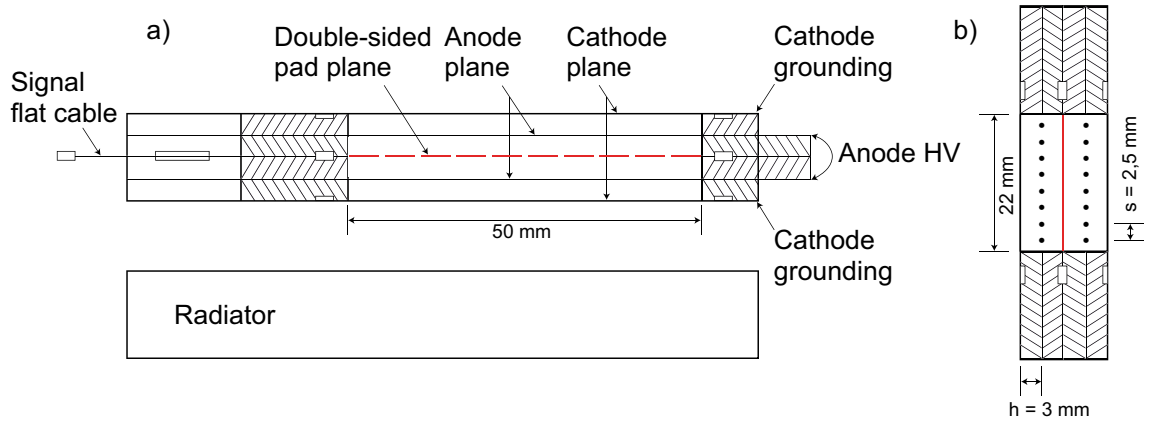 a)
Double-sided
pad plane
Anode
plane
Cathode
plane
Cathode
grounding
b)
Signal
flat cable
Anode HV
50 mm
Cathode
grounding
Radiator
22 mm
s = 2,5 mm
h = 3 mm